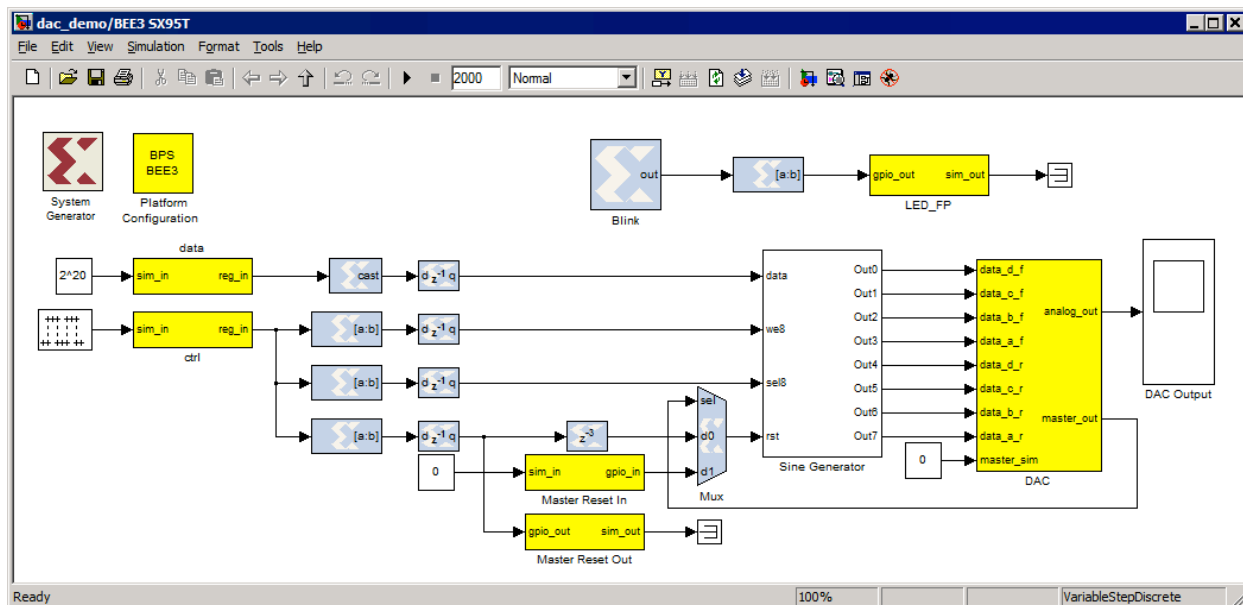 dac_demo/BEE3 SX95T
File Edit View Simulation Format Tools Help
2000 Normal
System
Generator
BPS
BEE3
Platform
Configuration
out
Blink
[a:b]
gpio_out sim_out
LED_FP
data
2^20
sim_in reg_in
cast
d z-1 q
sim_in reg_in
ctrl
[a:b]
d z-1 q
[a:b]
d z-1 q
[a:b]
d z-1 q
z-3
0
sim_in gpio_in
Master Reset In
gpio_out sim_out
Master Reset Out
sel
d0
d1
Mux
data
we8
sel8
rst
Out0
Out1
Out2
Out3
Out4
Out5
Out6
Out7
Sine Generator
0
data_d_f
data_c_f
data_b_f
data_a_f
data_d_r
data_c_r
data_b_r
data_a_r
master_sim
analog_out
master_out
DAC
DAC Output
Ready 100% VariableStepDiscrete